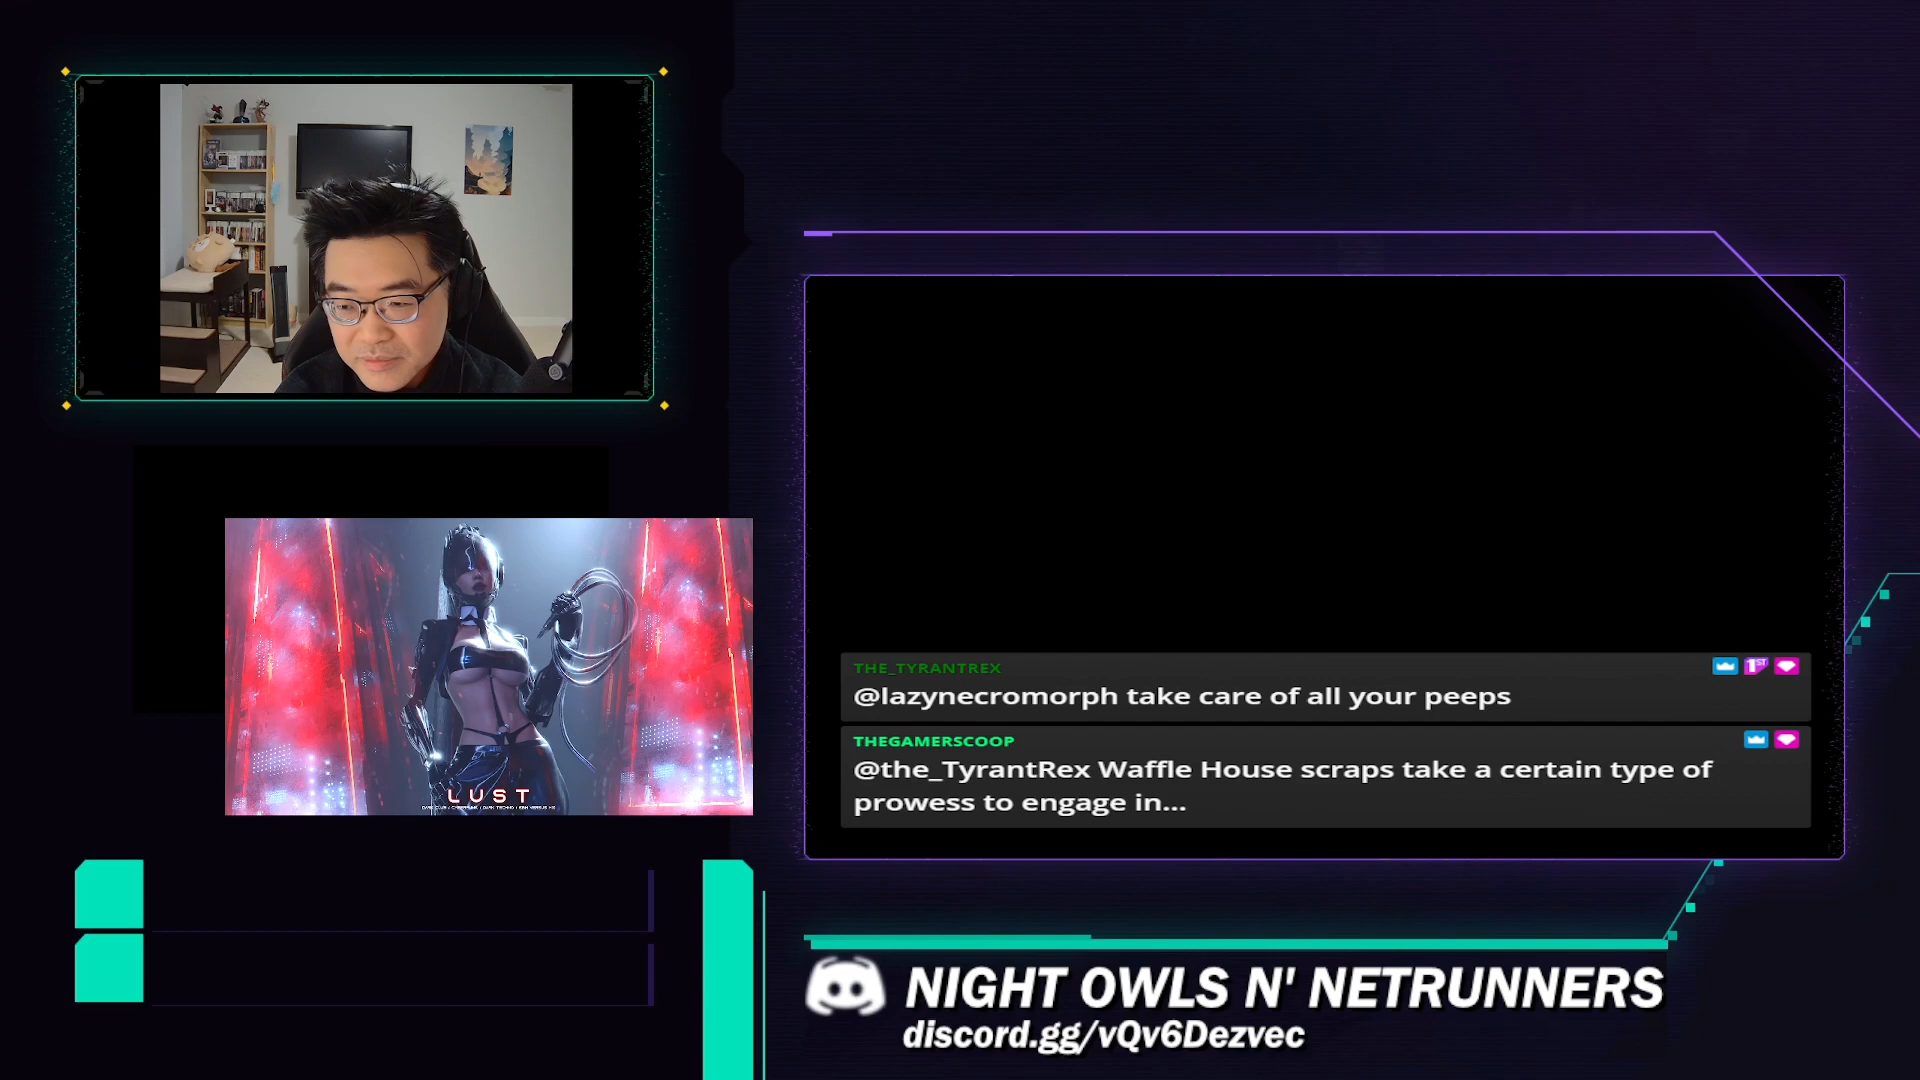 LUST
THE_TYRANTREX
1ST
@lazynecromorph take care of all your peeps
THEGAMERSCOOP
@the_TyrantRex Waffle House scraps take a certain type of
prowess to engage in...
NIGHT OWLS N' NETRUNNERS
discord.gg/vQv6Dezvec